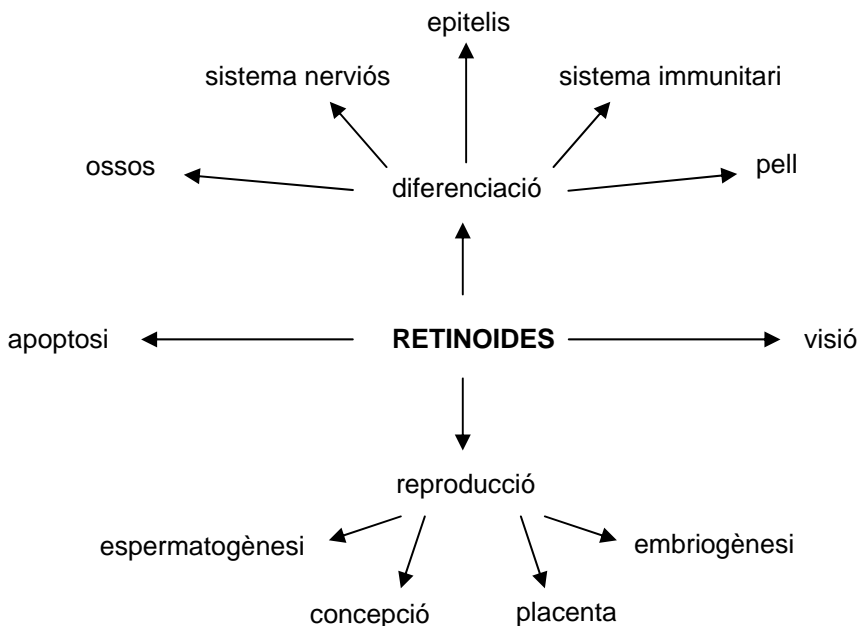 epitelis
sistema nerviós
sistema immunitari
ossos
pell
diferenciació
apoptosi
RETINOIDES
visió
reproducció
espermatogènesi
embriogènesi
concepció
placenta